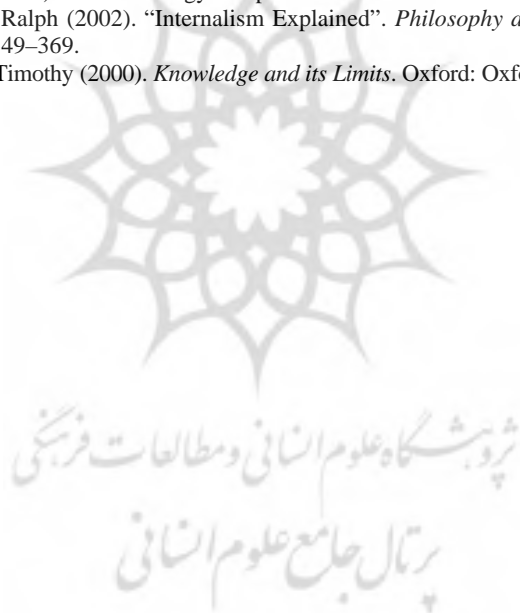 Ralph (2002). “Internalism Explained”. Philosophy a
49–369.
Timothy (2000). Knowledge and its Limits. Oxford: Oxfo
پژوهشگاه علوم انسانی و مطالعات فرهنگی
پرتال جامع علوم انسانی